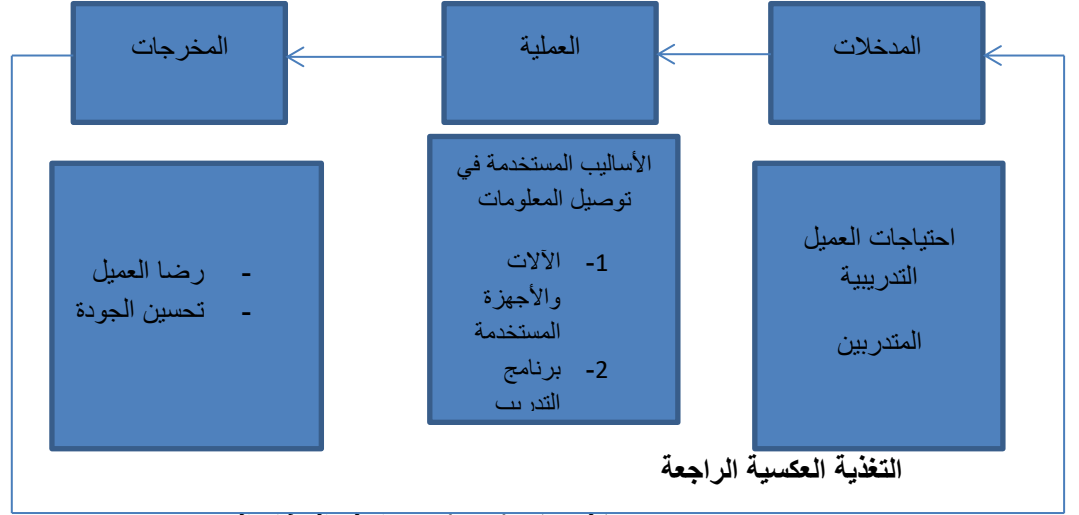 المدخلات
العملية
المخرجات
احتياجات العميل
التدريبية
المتدربين
الأساليب المستخدمة في
توصيل المعلومات
1- الآلات
والأجهزة
المستخدمة
2- برنامج
التدريب
- رضا العميل
- تحسين الجودة
التغذية العكسية الراجعة